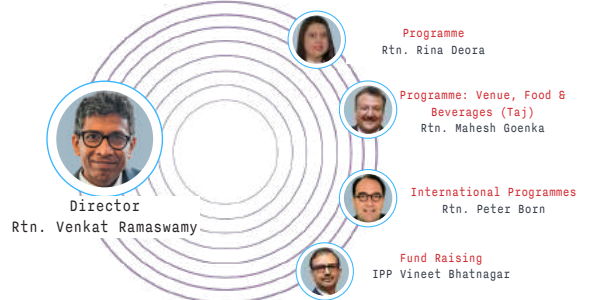 Programme
Rtn. Rina Deora
Programme: Venue, Food &
Beverages (Taj)
Rtn. Mahesh Goenka
Director
Rtn. Venkat Ramaswamy
International Programmes
Rtn. Peter Born
Fund Raising
IPP Vineet Bhatnagar